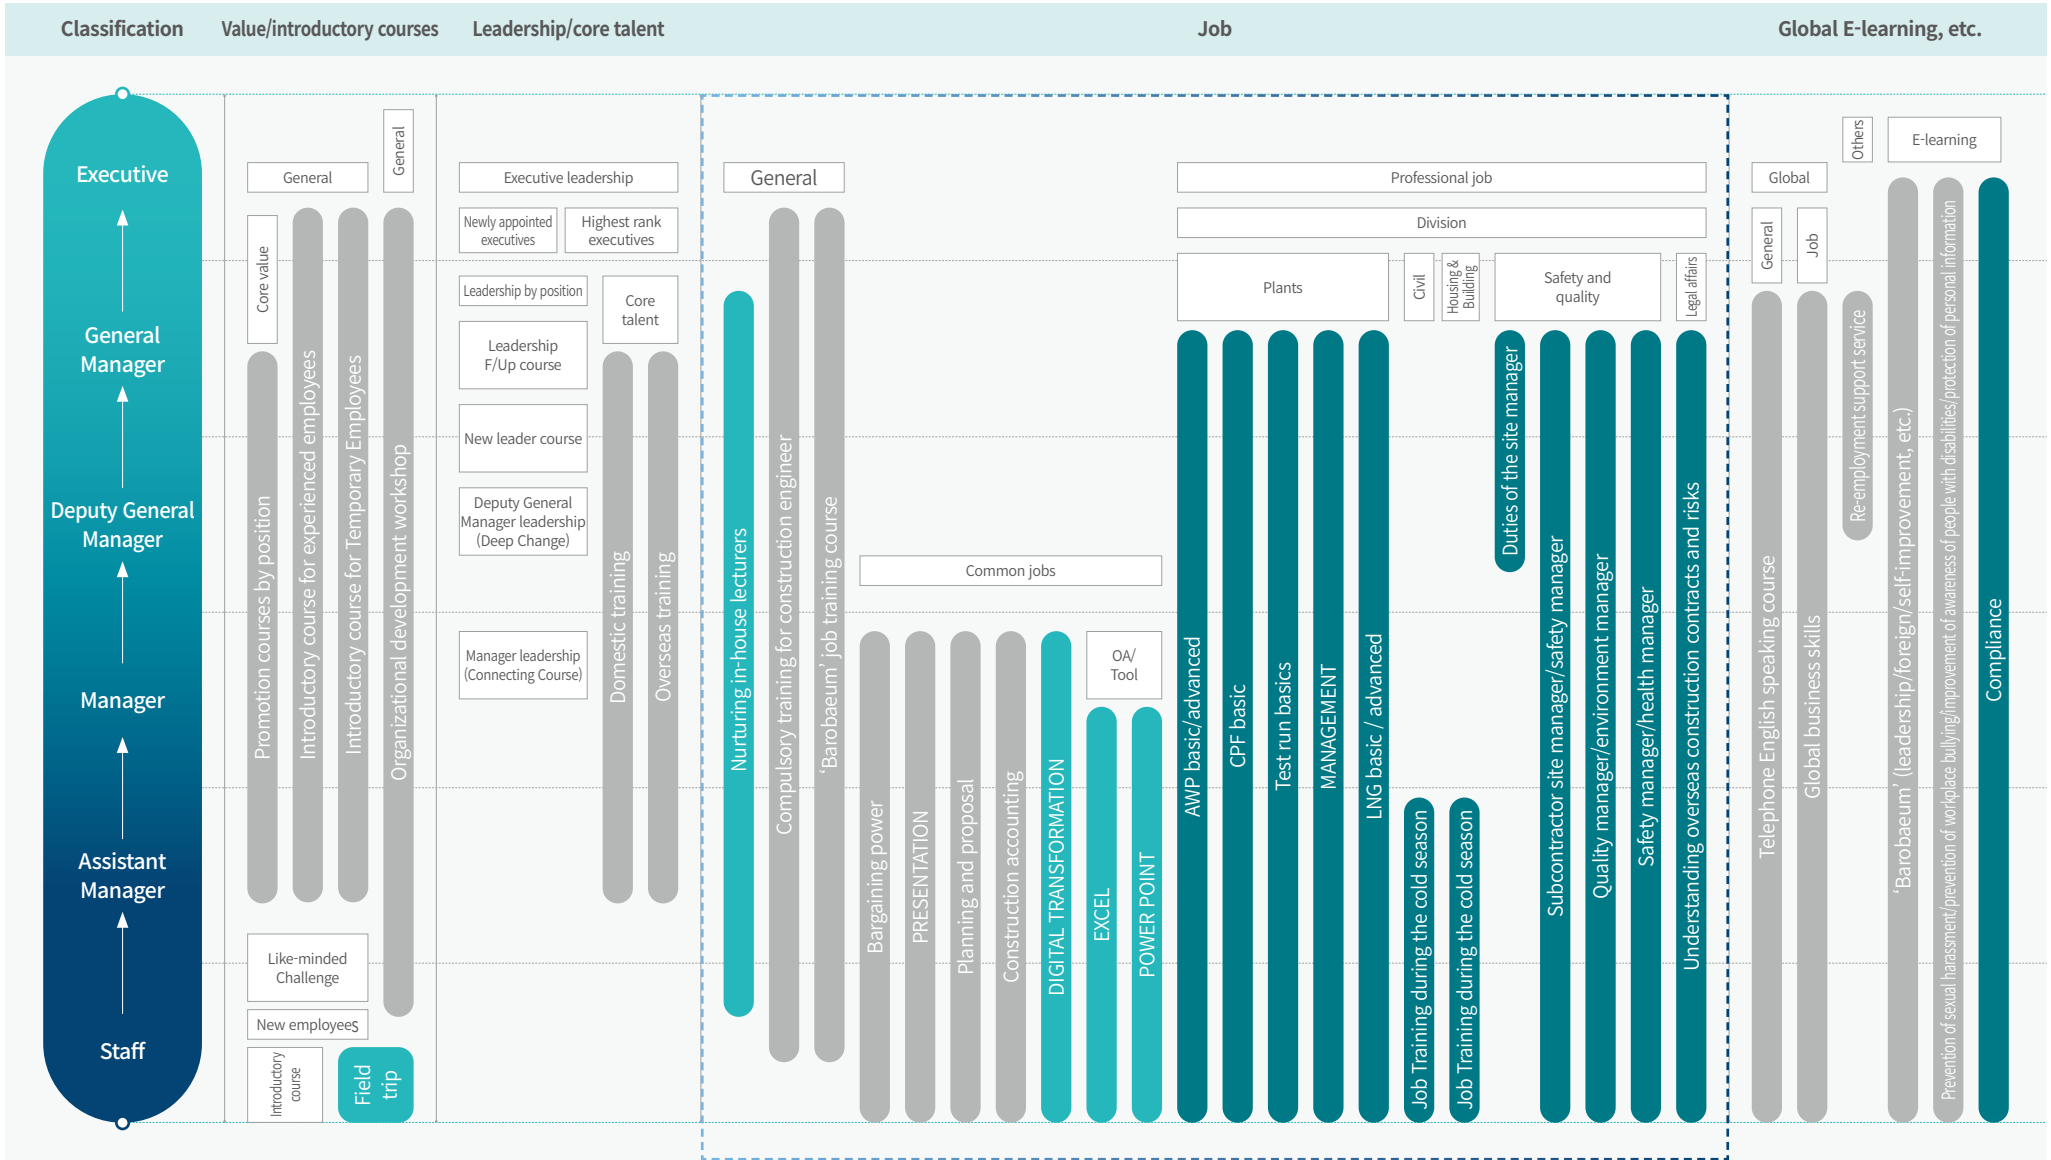 Classification
Value/introductory courses
Leadership/core talent
Job
Global E-learning, etc.
Executive
General
Manager
Deputy General
Manager
Manager
Assistant
Manager
Staff
General
General
Core value
Promotion courses by position
Introductory course for experienced employees
Introductory course for Temporary Employees
Organizational development workshop
Like-minded
Challenge
New employees
Introductory
course
Field
trip
Executive leadership
Newly appointed
executives
Highest rank
executives
Leadership by position
Core
talent
Leadership
F/Up course
New leader course
Deputy General
Manager leadership
(Deep Change)
Manager leadership
(Connecting Course)
Domestic training
Overseas training
General
Nurturing in-house lecturers
Compulsory training for construction engineer
‘Barobaeum’ job training course
Common jobs
Bargaining power
PRESENTATION
Planning and proposal
Construction accounting
DIGITAL TRANSFORMATION
OA/
Tool
EXCEL
POWER POINT
Professional job
Division
Plants
Civil
Housing &
Building
Safety and
quality
Legal affairs
AWP basic/advanced
CPF basic
Test run basics
MANAGEMENT
LNG basic / advanced
Job Training during the cold season
Job Training during the cold season
Duties of the site manager
Subcontractor site manager/safety manager
Quality manager/environment manager
Safety manager/health manager
Understanding overseas construction contracts and risks
Global
General
Job
Others
E-learning
Telephone English speaking course
Global business skills
Re-employment support service
‘Barobaeum’ (leadership/foreign/self-improvement, etc.)
Prevention of sexual harassment/prevention of workplace bullying/improvement of awareness of people with disabilities/protection of personal information
Compliance